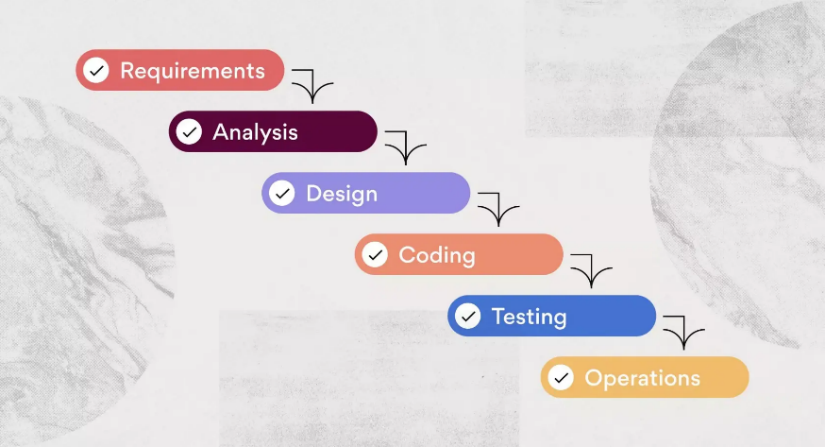 Requirements
Analysis
Design
Coding
Testing
Operations